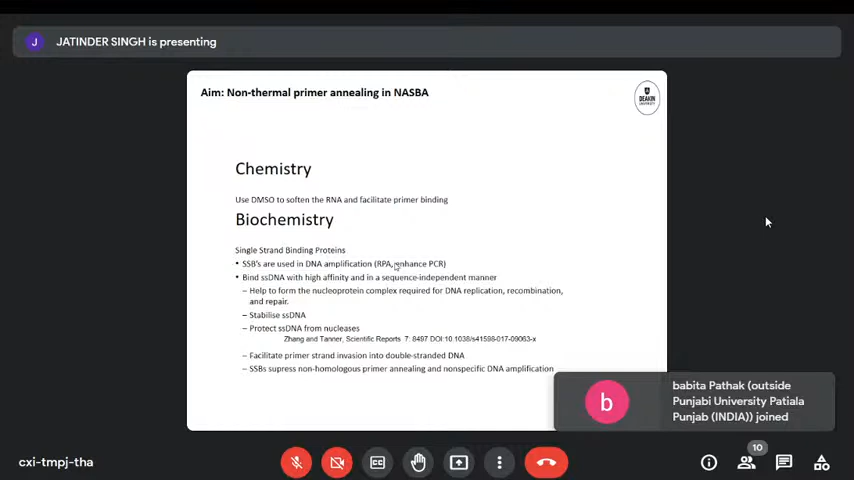 J JATINDER SINGH is presenting
Aim: Non-thermal primer annealing in NASBA
DEAKIN
UNIVERSITY
Chemistry
Use DMSO to soften the RNA and facilitate primer binding
Biochemistry
Single Strand Binding Proteins
• SSB's are used in DNA amplification (RPA, enhance PCR)
• Bind ssDNA with high affinity and in a sequence-independent manner
– Help to form the nucleoprotein complex required for DNA replication, recombination,
and repair.
– Stabilise ssDNA
– Protect ssDNA from nucleases
Zhang and Tanner, Scientific Reports 7: 8497 DOI:10.1038/s41598-017-09063-x
– Facilitate primer strand invasion into double-stranded DNA
– SSBs supress non-homologous primer annealing and nonspecific DNA amplification
b
babita Pathak (outside
Punjabi University Patiala
Punjab (INDIA)) joined
cxi-tmpj-tha
CC
10